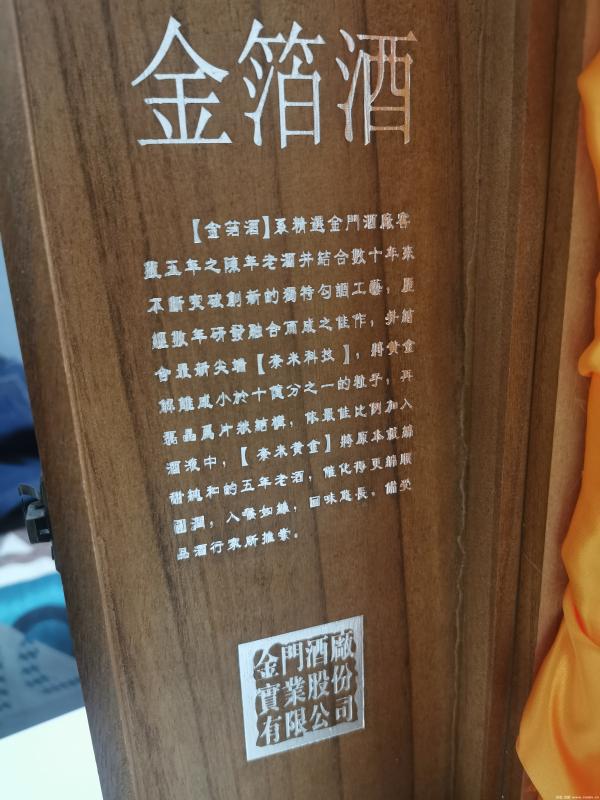 金箔酒
【金箔酒】系精選金門酒廠窖
藏五年之陳年老酒并結合數十年來
不斷突破創新的獨特勾調工藝，歷
經數年研發融合而成之佳作，并結
合最新尖端【奈米科技】，將黃金
解離成小於十億分之一的粒子，再
磊晶爲片狀結構，依最佳比例加入
酒液中，【奈米黃金】將原本就綿
甜純和的五年老酒，催化得更綿順
圓潤，入喉如絲，回味悠長。備受
品酒行家所推崇。
金門酒廠
實業股份
有限公司